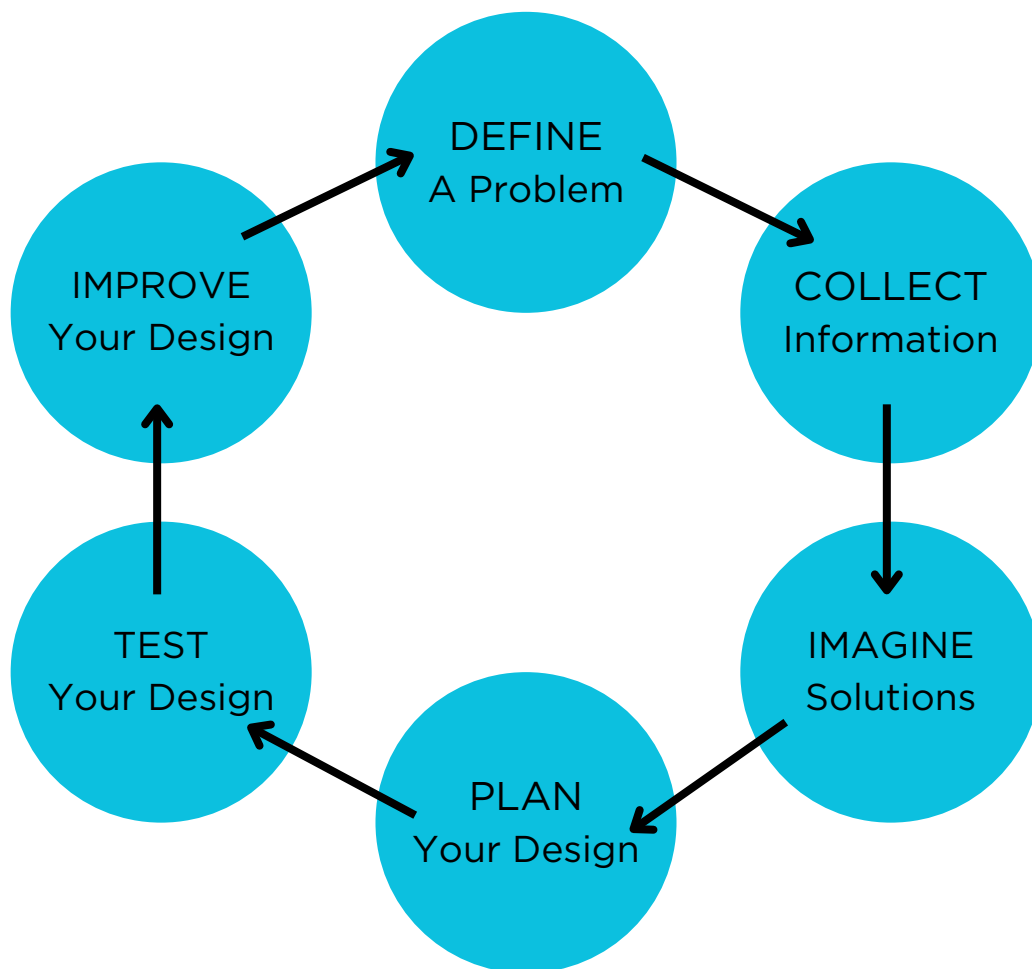 DEFINE
A Problem
COLLECT
Information
IMAGINE
Solutions
PLAN
Your Design
TEST
Your Design
IMPROVE
Your Design